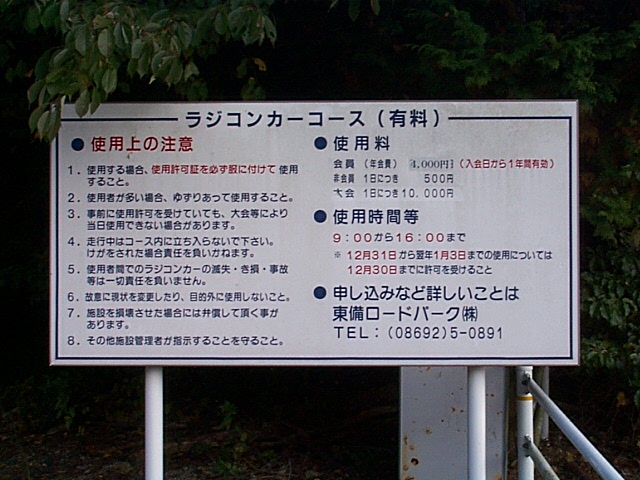 ラジコンカーコース(有料)
● 使用上の注意
1. 使用する場合、使用許可証を必ず服に付けて 使用
すること。
2. 使用者が多い場合、ゆずりあって使用すること。
3. 事前に使用許可を受けていても、大会等により
当日使用できない場合があります。
4. 走行中はコース内に立ち入らないで下さい。
けがをされた場合責任を負いかねます。
5. 使用者間でのラジコンカーの滅失・き損・事故
等は一切責任を負いません。
6. 故意に現状を変更したり、目的外に使用しないこと。
7. 施設を損壊させた場合には弁償して頂く事が
あります。
8. その他施設管理者が指示することを守ること。
● 使用料
会員 (年会費) 4,000円 (入会日から1年間有効)
非会員 1日につき 500円
大会 1日につき10.000円
● 使用時間等
9:00から16:00まで
※ 12月31日から翌年1月3日までの使用については
12月30日までに許可を受けること
● 申し込みなど詳しいことは
東備ロードパーク㈱
TEL:(08692)5-0891